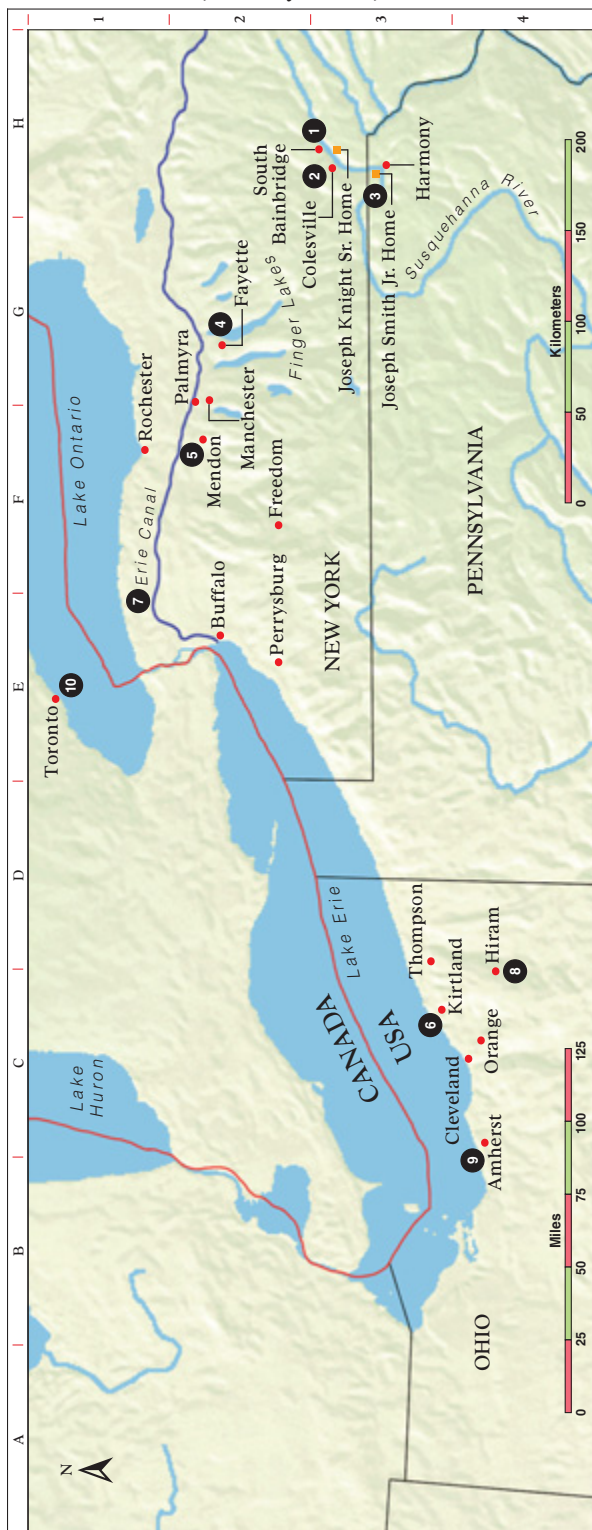 A
B
C
D
E
F
G
H
1
2
3
4
N
Lake
Huron
Toronto
10
Lake Ontario
Rochester
7
Erie Canal
Palmyra
5
Mendon
Manchester
4
Fayette
Finger Lakes
Buffalo
Perrysburg
Freedom
NEW YORK
1
South
Bainbridge
2
Colesville
Joseph Knight Sr. Home
3
Joseph Smith Jr. Home
Harmony
Susquehanna
River
Lake Erie
CANADA
USA
Thompson
6
Kirtland
Hiram
8
Cleveland
Orange
9
Amherst
OHIO
PENNSYLVANIA
Miles
0 25 50 75 100 125
Kilometers
0 50 100 150 200